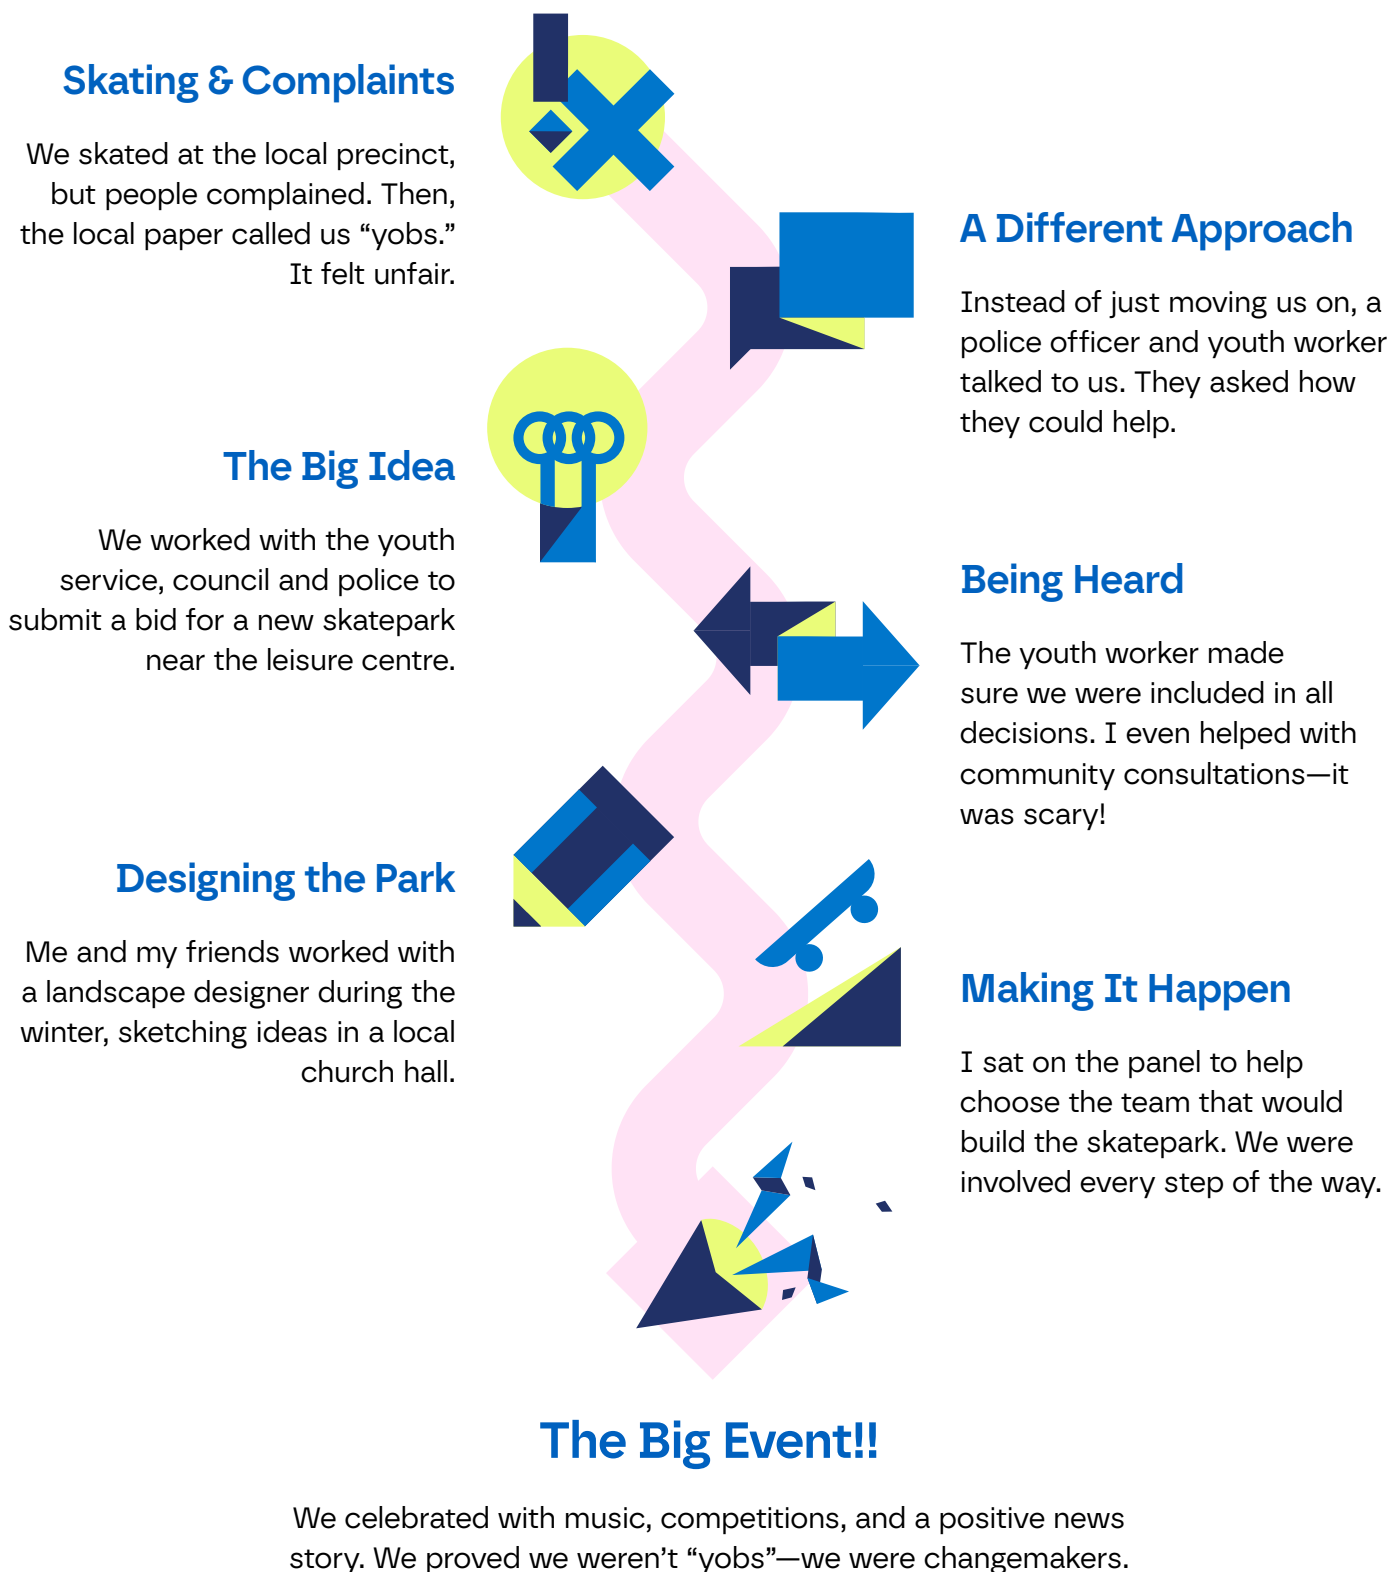 Skating & Complaints
We skated at the local precinct,
but people complained. Then,
the local paper called us “yobs.”
It felt unfair.
A Different Approach
Instead of just moving us on, a
police officer and youth worker
talked to us. They asked how
they could help.
The Big Idea
We worked with the youth
service, council and police to
submit a bid for a new skatepark
near the leisure centre.
Being Heard
The youth worker made
sure we were included in all
decisions. I even helped with
community consultations—it
was scary!
Designing the Park
Me and my friends worked with
a landscape designer during the
winter, sketching ideas in a local
church hall.
Making It Happen
I sat on the panel to help
choose the team that would
build the skatepark. We were
involved every step of the way.
The Big Event!!
We celebrated with music, competitions, and a positive news
story. We proved we weren’t “yobs”—we were changemakers.